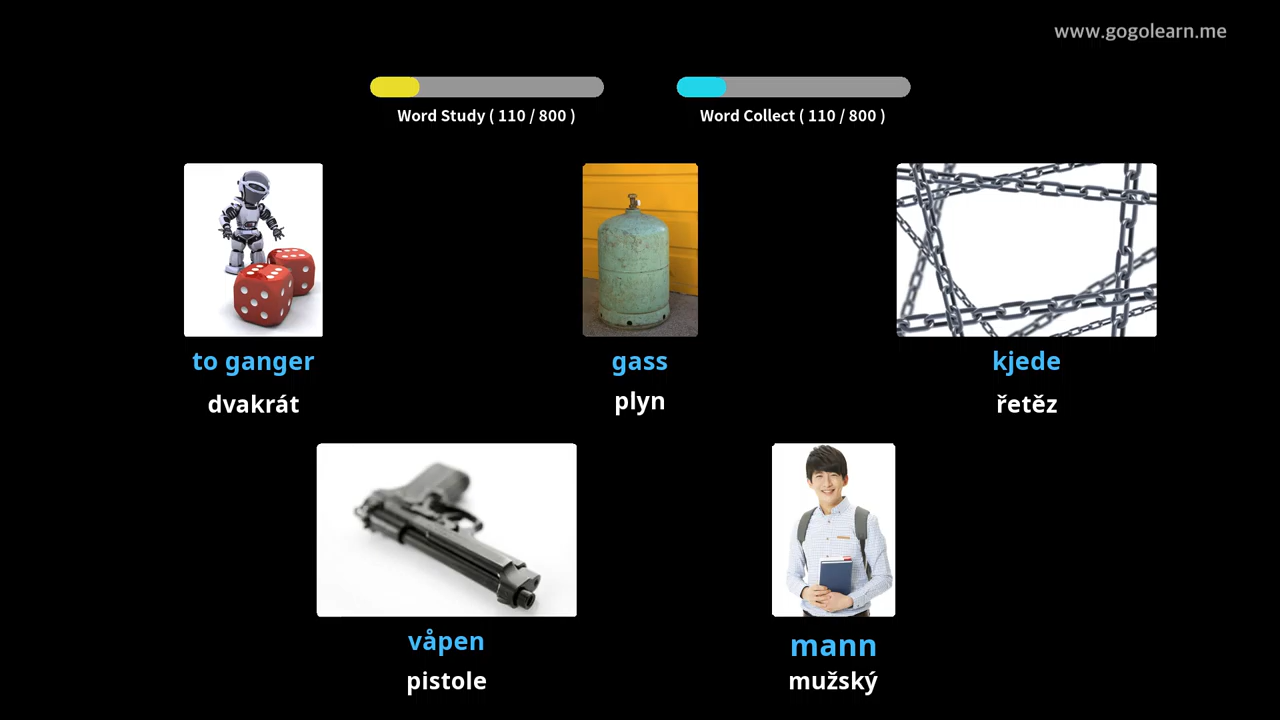 www.gogolearn.me
Word Study ( 110 / 800 )
Word Collect ( 110 / 800 )
to ganger
dvakrát
gass
plyn
kjede
řetěz
våpen
pistole
mann
mužský